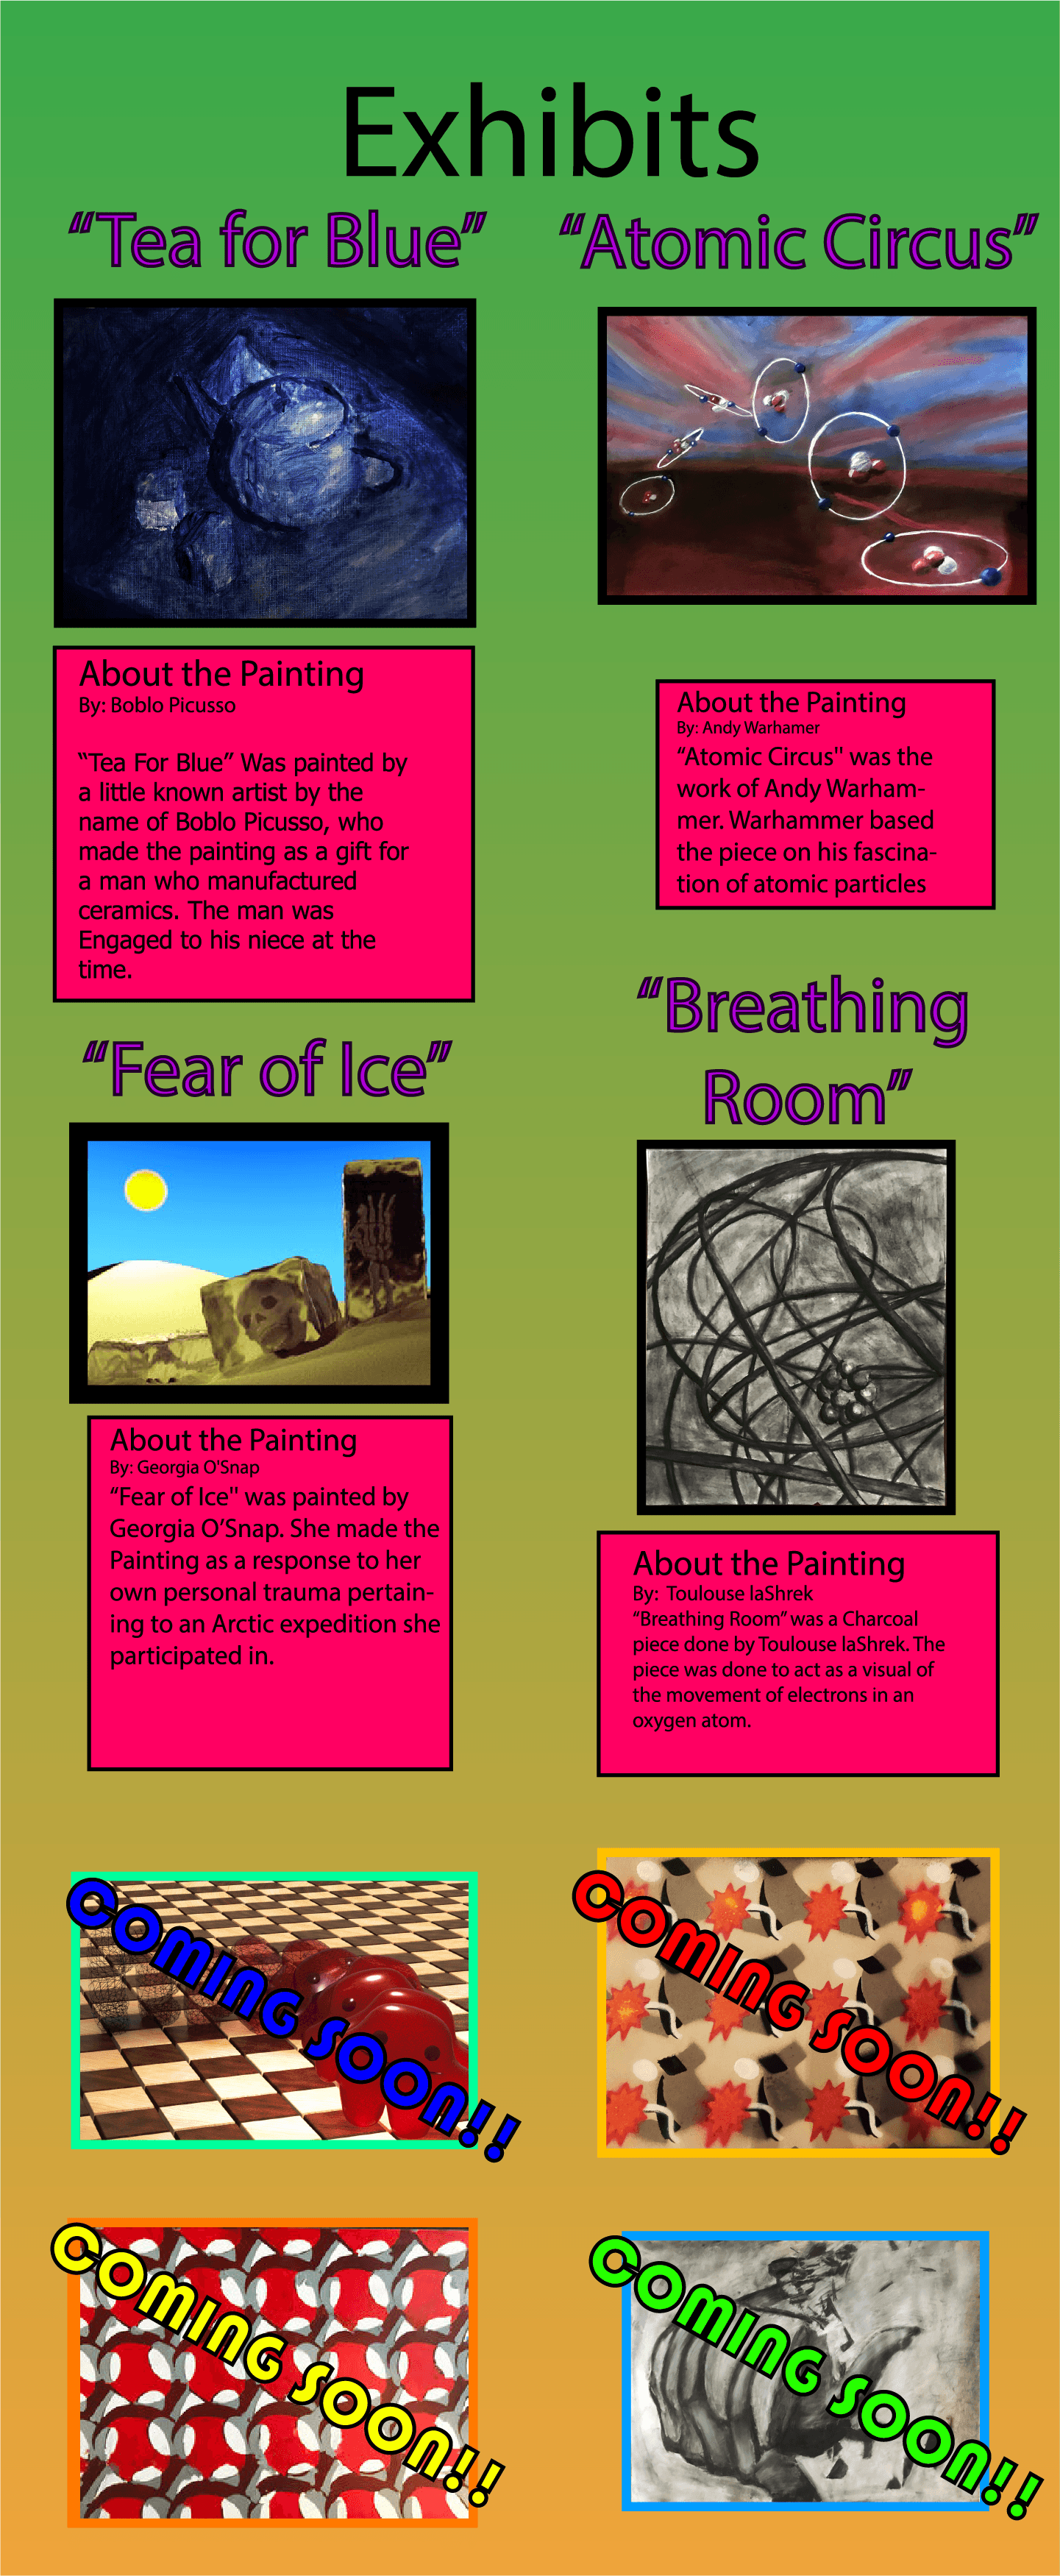 Exhibits
“Tea for Blue”
“Atomic Circus”
About the Painting
By: Boblo Picusso
“Tea For Blue” Was painted by
a little known artist by the
name of Boblo Picusso, who
made the painting as a gift for
a man who manufactured
ceramics. The man was
Engaged to his niece at the
time.
About the Painting
By: Andy Warhamer
“Atomic Circus" was the
work of Andy Warham-
mer. Warhammer based
the piece on his fascina-
tion of atomic particles
“Fear of Ice”
“Breathing
Room”
About the Painting
By: Georgia O'Snap
“Fear of Ice" was painted by
Georgia O’Snap. She made the
Painting as a response to her
own personal trauma pertain-
ing to an Arctic expedition she
participated in.
About the Painting
By: Toulouse laShrek
“Breathing Room” was a Charcoal
piece done by Toulouse laShrek. The
piece was done to act as a visual of
the movement of electrons in an
oxygen atom.
COMING SOON!!
COMING SOON!!
COMING SOON!!
COMING SOON!!